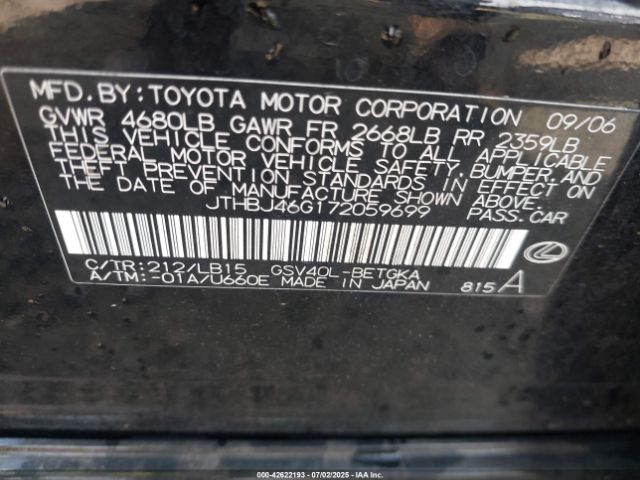 MFD. BY: TOYOTA MOTOR CORPORATION 09/06
GVWR 4680LB GAWR FR 2668LB RR 2359LB
THIS VEHICLE CONFORMS TO ALL APPLICABLE
FEDERAL MOTOR VEHICLE SAFETY, BUMPER, AND
THEFT PREVENTION STANDARDS IN EFFECT ON
THE DATE OF MANUFACTURE SHOWN ABOVE.
JTHBJ46G172059699 PASS. CAR
C/TR: 212/LB15 GSV40L-BETGKA
A/TM: -01A/U660E MADE IN JAPAN 815 A
000-42622193 - 07/02/2025 - IAAI, Inc.